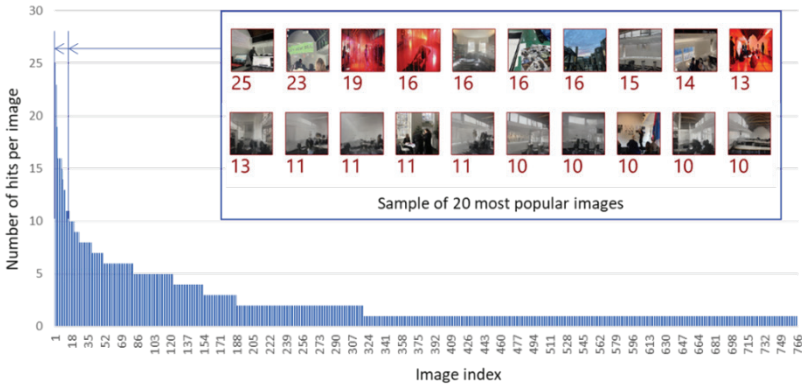 30
25
20
15
10
5
0
Number of hits per image
25 23 19 16 16 16 16 15 14 13
13 11 11 11 11 10 10 10 10 10
Sample of 20 most popular images
1 18 35 52 69 86 103 120 137 154 171 188 205 222 239 256 273 290 307 324 341 358 375 392 409 426 443 460 477 494 511 528 545 562 579 596 613 630 647 664 681 698 715 732 749 766
Image index